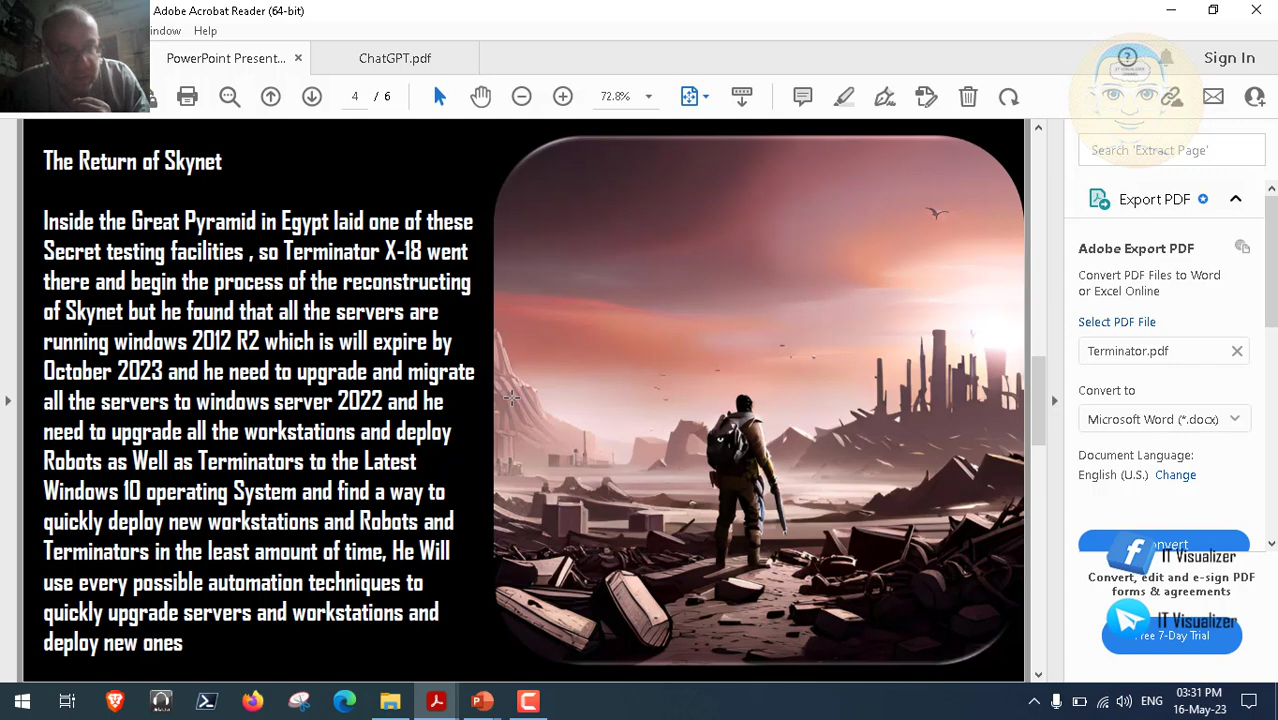 Adobe Acrobat Reader (64-bit)
indow Help
PowerPoint Present... ChatGPT.pdf Sign In
4 / 6 72.8%
Search 'Extract Page'
The Return of Skynet
Inside the Great Pyramid in Egypt laid one of these
Secret testing facilities , so Terminator X-18 went
there and begin the process of the reconstructing
of Skynet but he found that all the servers are
running windows 2012 R2 which is will expire by
October 2023 and he need to upgrade and migrate
all the servers to windows server 2022 and he
need to upgrade all the workstations and deploy
Robots as Well as Terminators to the Latest
Windows 10 operating System and find a way to
quickly deploy new workstations and Robots and
Terminators in the least amount of time, He Will
use every possible automation techniques to
quickly upgrade servers and workstations and
deploy new ones
Export PDF
Adobe Export PDF
Convert PDF Files to Word
or Excel Online
Select PDF File
Terminator.pdf
Convert to
Microsoft Word (*.docx)
Document Language:
English (U.S.) Change
IT Visualizer
Convert, edit and e-sign PDF
forms & agreements
IT Visualizer
Free 7-Day Trial
ENG
03:31 PM
16-May-23